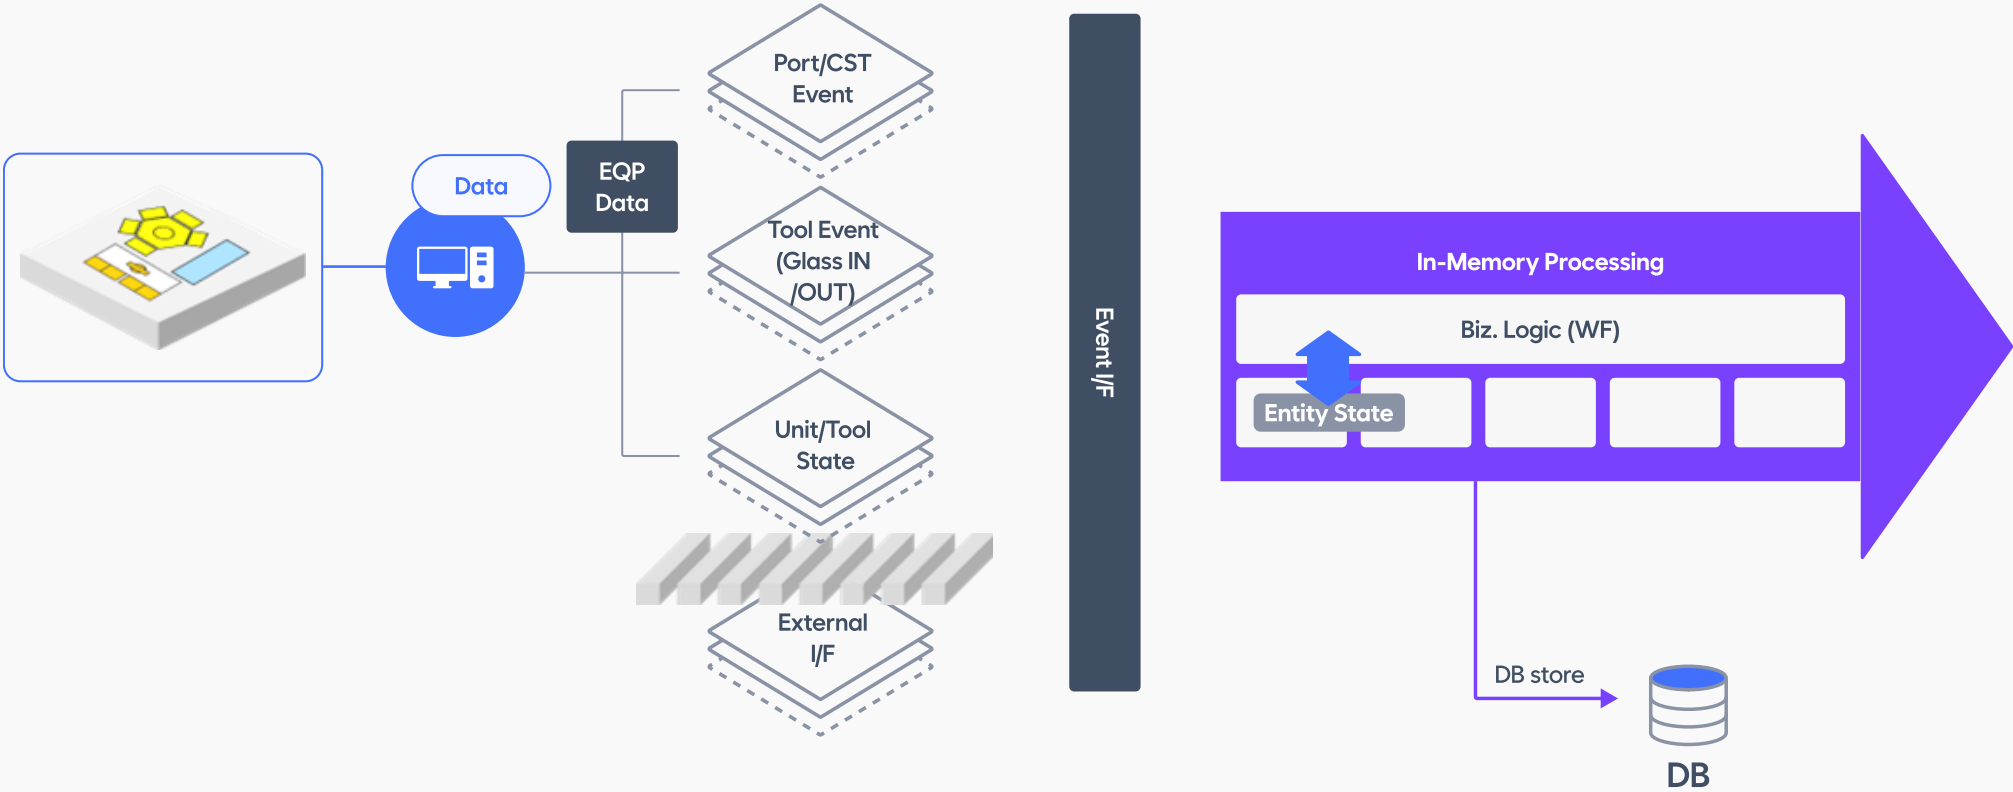 Data
EQP
Data
Port/CST
Event
Tool Event
(Glass IN
/OUT)
Unit/Tool
State
External
I/F
Event I/F
In-Memory Processing
Biz. Logic (WF)
Entity State
DB store
DB